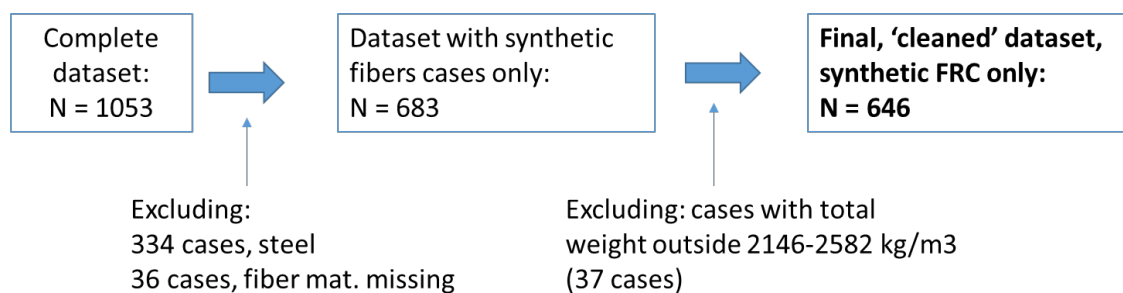 Complete
dataset:
N = 1053
Dataset with synthetic
fibers cases only:
N = 683
Final, ‘cleaned’ dataset,
synthetic FRC only:
N = 646
Excluding:
334 cases, steel
36 cases, fiber mat. missing
Excluding: cases with total
weight outside 2146-2582 kg/m3
(37 cases)